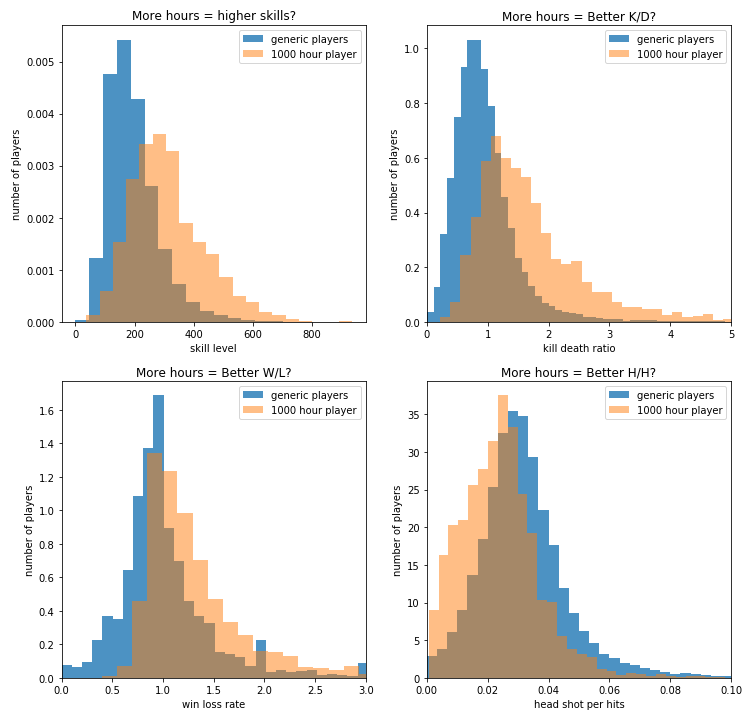 More hours = higher skills?
generic players
1000 hour player
number of players
0.005
0.004
0.003
0.002
0.001
0.000
0 200 400 600 800
skill level
More hours = Better K/D?
generic players
1000 hour player
number of players
1.0
0.8
0.6
0.4
0.2
0.0
0 1 2 3 4 5
kill death ratio
More hours = Better W/L?
generic players
1000 hour player
number of players
1.6
1.4
1.2
1.0
0.8
0.6
0.4
0.2
0.0
0.0 0.5 1.0 1.5 2.0 2.5 3.0
win loss rate
More hours = Better H/H?
generic players
1000 hour player
number of players
35
30
25
20
15
10
5
0
0.00 0.02 0.04 0.06 0.08 0.10
head shot per hits